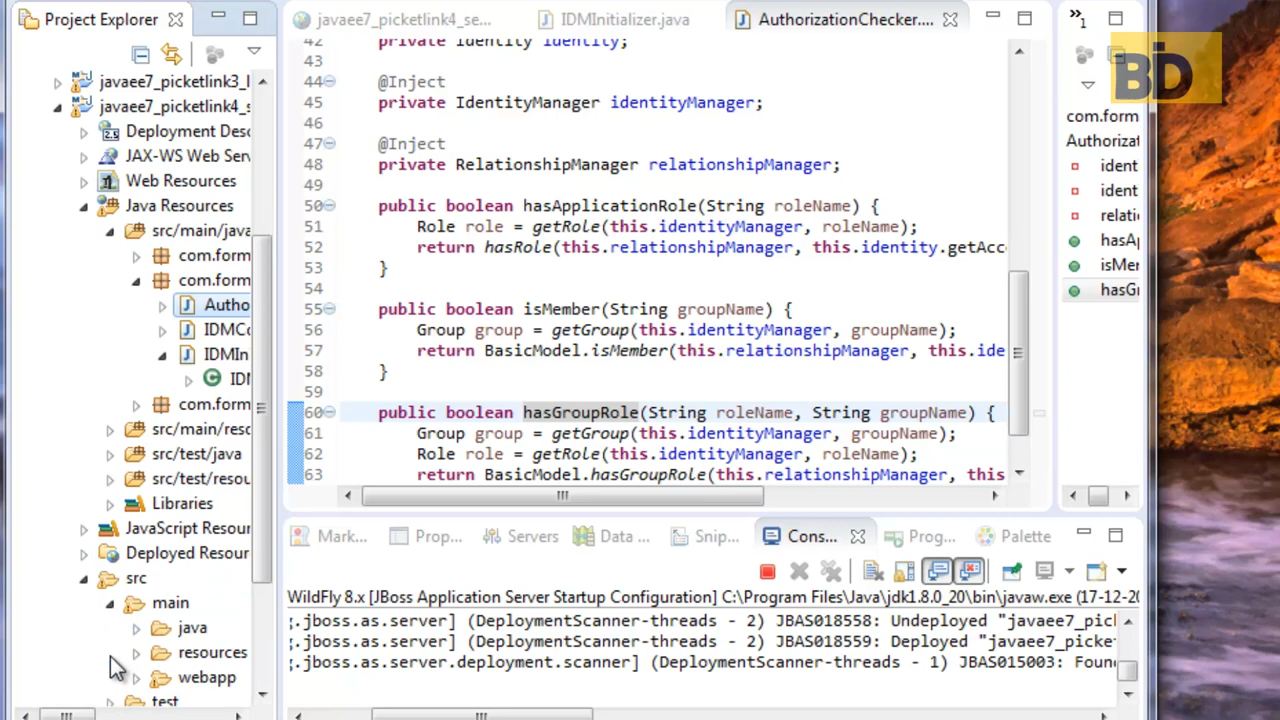 Project Explorer
javaee7_picketlink3_l
javaee7_picketlink4_s
Deployment Desc
JAX-WS Web Serv
Web Resources
Java Resources
src/main/java
com.form
com.form
Autho
IDMCo
IDMIn
IDM
com.form
src/main/reso
src/test/java
src/test/resou
Libraries
JavaScript Resour
Deployed Resour
src
main
java
resources
webapp
test
javaee7_picketlink4_se...
IDMInitializer.java
AuthorizationChecker....
42 private Identity identity;
43
44 @Inject
45 private IdentityManager identityManager;
46
47 @Inject
48 private RelationshipManager relationshipManager;
49
50 public boolean hasApplicationRole(String roleName) {
51 Role role = getRole(this.identityManager, roleName);
52 return hasRole(this.relationshipManager, this.identity.getAcc
53 }
54
55 public boolean isMember(String groupName) {
56 Group group = getGroup(this.identityManager, groupName);
57 return BasicModel.isMember(this.relationshipManager, this.ide
58 }
59
60 public boolean hasGroupRole(String roleName, String groupName) {
61 Group group = getGroup(this.identityManager, groupName);
62 Role role = getRole(this.identityManager, roleName);
63 return BasicModel.hasGroupRole(this.relationshipManager, this
»1
BD
com.form
Authoriza
ident
ident
relati
hasAp
isMer
hasGr
Mark...
Prop...
Servers
Data ...
Snip...
Cons...
Prog...
Palette
WildFly 8.x [JBoss Application Server Startup Configuration] C:\Program Files\Java\jdk1.8.0_20\bin\javaw.exe (17-12-20
g.jboss.as.server] (DeploymentScanner-threads - 2) JBAS018558: Undeployed "javaee7_pic
g.jboss.as.server] (DeploymentScanner-threads - 2) JBAS018559: Deployed "javaee7_picke
g.jboss.as.server.deployment.scanner] (DeploymentScanner-threads - 1) JBAS015003: Foun